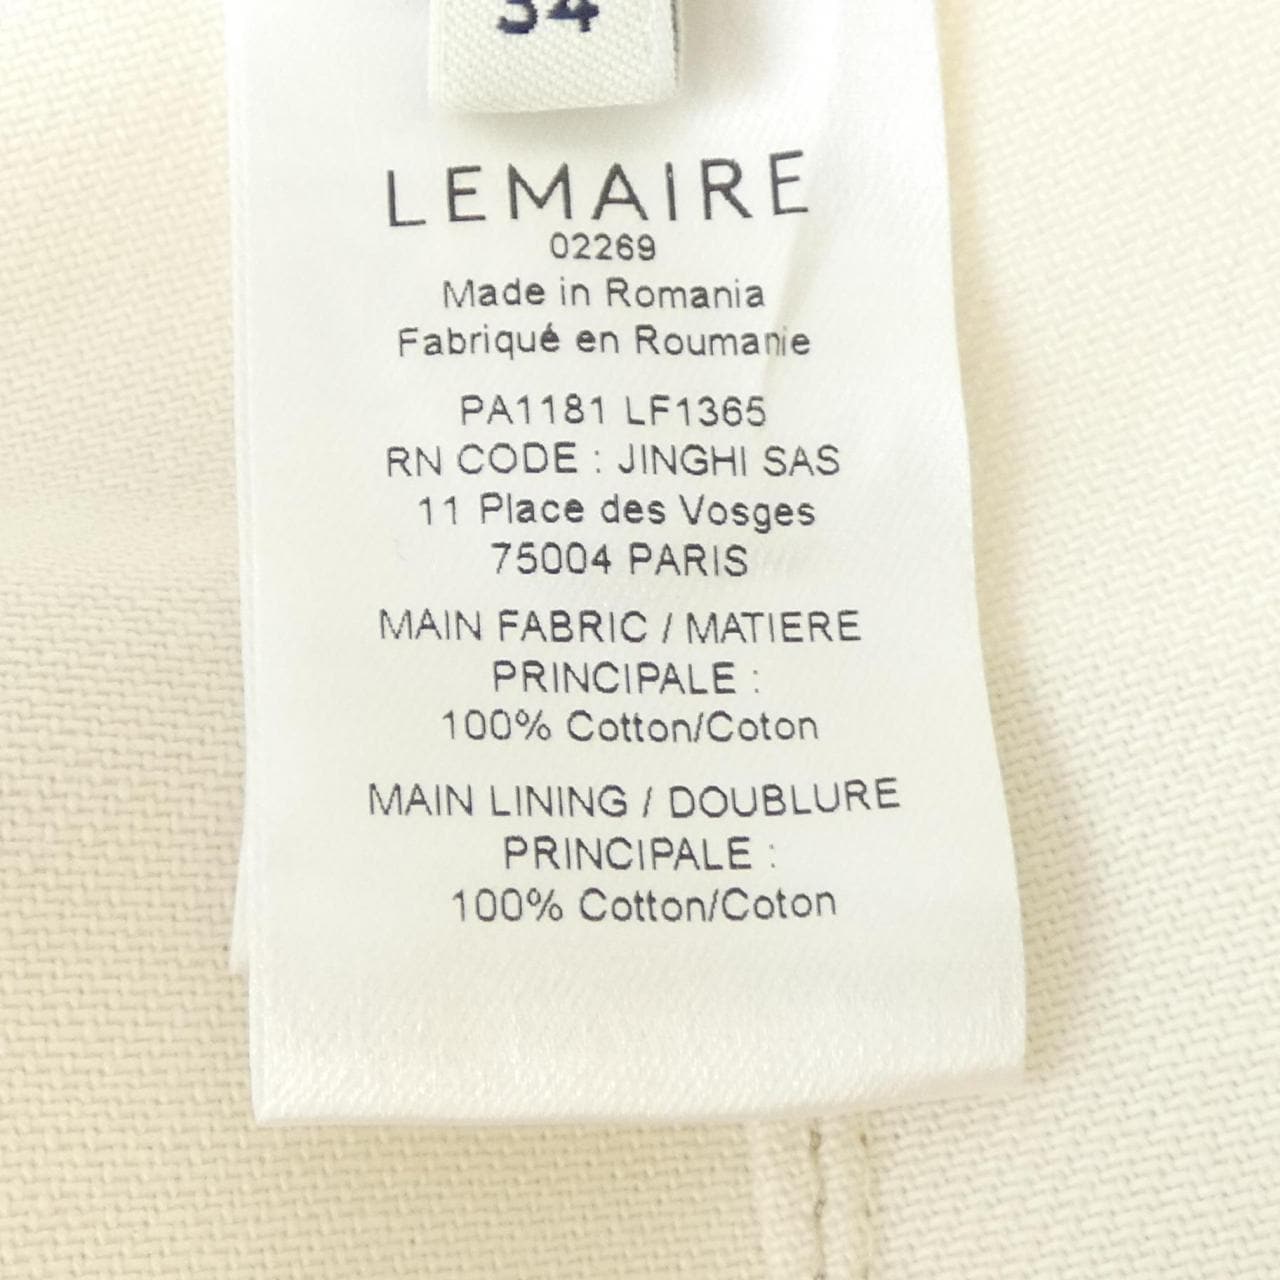 34
LEMAIRE
02269
Made in Romania
Fabriqué en Roumanie
PA1181 LF1365
RN CODE : JINGHI SAS
11 Place des Vosges
75004 PARIS
MAIN FABRIC / MATIERE
PRINCIPALE :
100% Cotton/Coton
MAIN LINING / DOUBLURE
PRINCIPALE :
100% Cotton/Coton